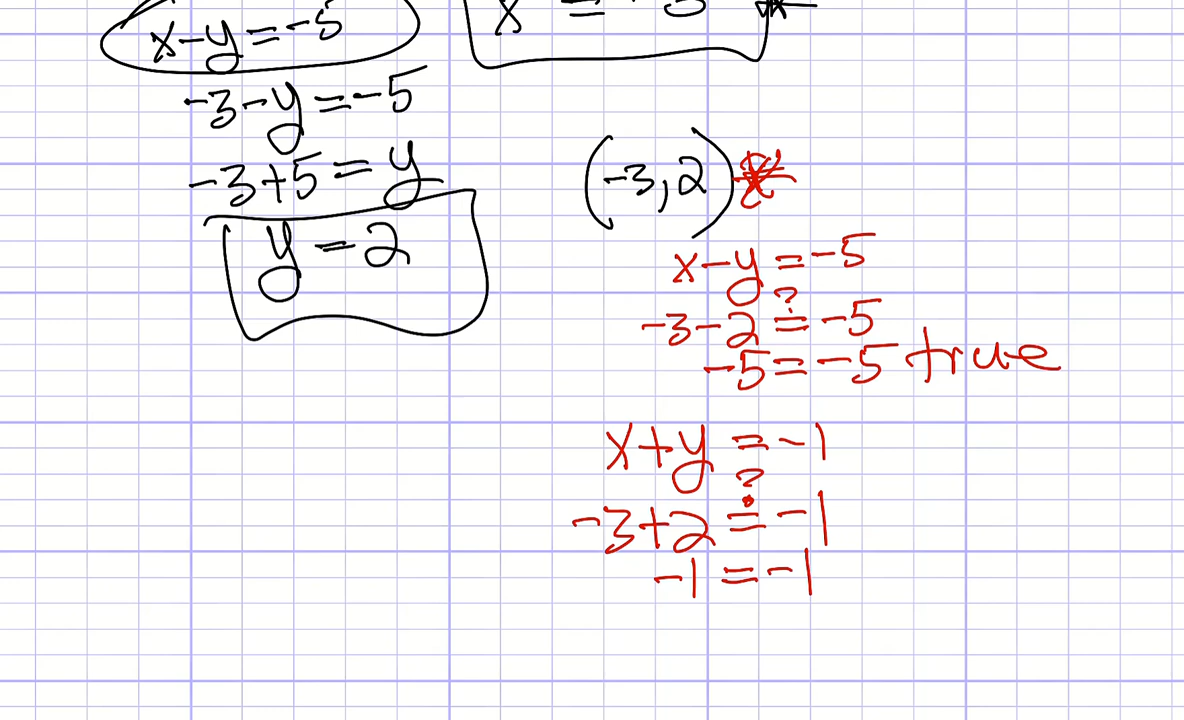 x-y=-5
-3-y=-5
-3+5=y
y=2
x = -3
(-3,2)
x-y=-5
?
-3-2=-5
-5=-5 true
x+y=-1
?
-3+2=-1
-1=-1